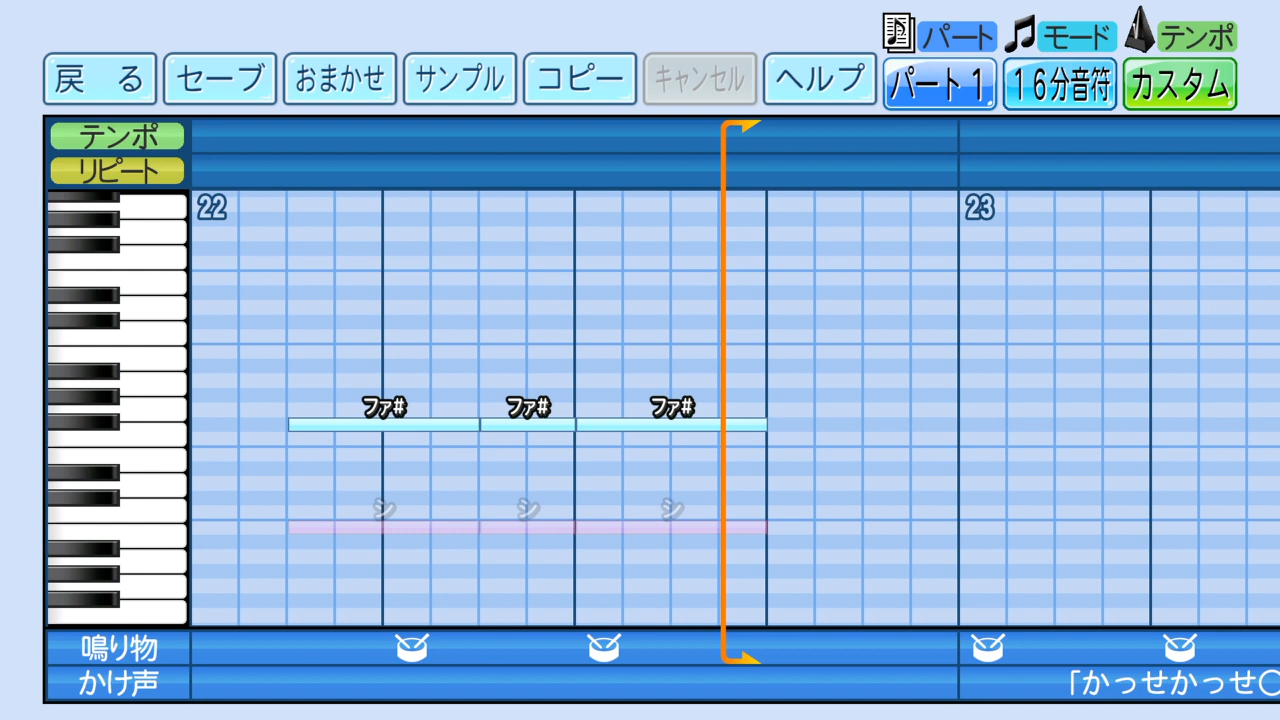 パート モード テンポ
戻る セーブ おまかせ サンプル コピー キャンセル ヘルプ パート1 16分音符 カスタム
テンポ
リピート
22 23
ファ# ファ# ファ#
シ シ シ
鳴り物
かけ声 「かっせかっせ〇